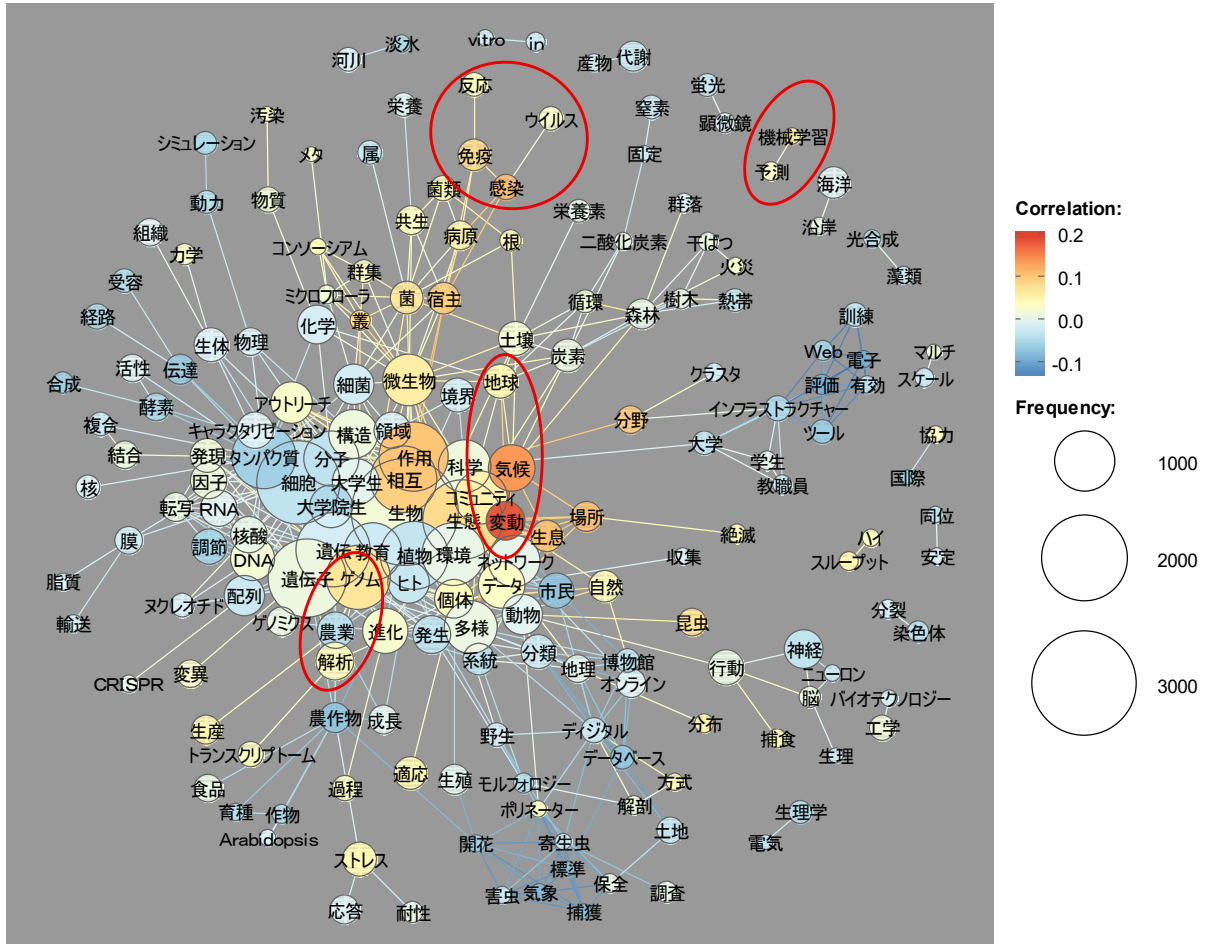 河川
淡水
vitro
in
産物
代謝
反応
ウイルス
栄養
窒素
蛍光
顕微鏡
機械学習
予測
汚染
シミュレーション
メタ
属
免疫
感染
固定
海洋
沿岸
光合成
藻類
動力
物質
菌類
共生
病原
根
栄養素
群落
二酸化炭素
干ばつ
火災
組織
力学
コンソーシアム
群集
ミクロフローラ
叢
菌
宿主
循環
森林
樹木
熱帯
受容
経路
物理
化学
生体
土壌
炭素
訓練
Web
電子
評価
有効
マルチ
スケール
活性
伝達
合成
酵素
アウトリーチ
細菌
微生物
境界
地球
クラスタ
インフラストラクチャー
ツール
複合
キャラクタリゼーション
構造
領域
分野
大学
学生
教職員
協力
国際
結合
発現
タンパク質
分子
作用
科学
気候
核
因子
細胞
大学生
相互
コミュニティ
転写
RNA
大学院生
生物
生態
変動
場所
生息
絶滅
ハイ
スループット
同位
安定
膜
調節
核酸
DNA
遺伝
教育
植物
環境
ネットワーク
収集
脂質
輸送
ヌクレオチド
配列
遺伝子
ゲノム
ヒト
個体
データ
市民
自然
ゲノミクス
農業
進化
発生
多様
動物
昆虫
分裂
染色体
CRISPR
変異
解析
系統
分類
地理
博物館
オンライン
行動
神経
ニューロン
脳
バイオテクノロジー
工学
生産
農作物
成長
野生
ディジタル
分布
捕食
生理
トランスクリプトーム
データベース
食品
過程
適応
生殖
モルフォロジー
方式
ポリネーター
解剖
育種
作物
Arabidopsis
土地
生理学
電気
ストレス
開花
寄生虫
標準
応答
耐性
害虫
気象
捕獲
保全
調査
Correlation:
0.2
0.1
0.0
-0.1
Frequency:
1000
2000
3000